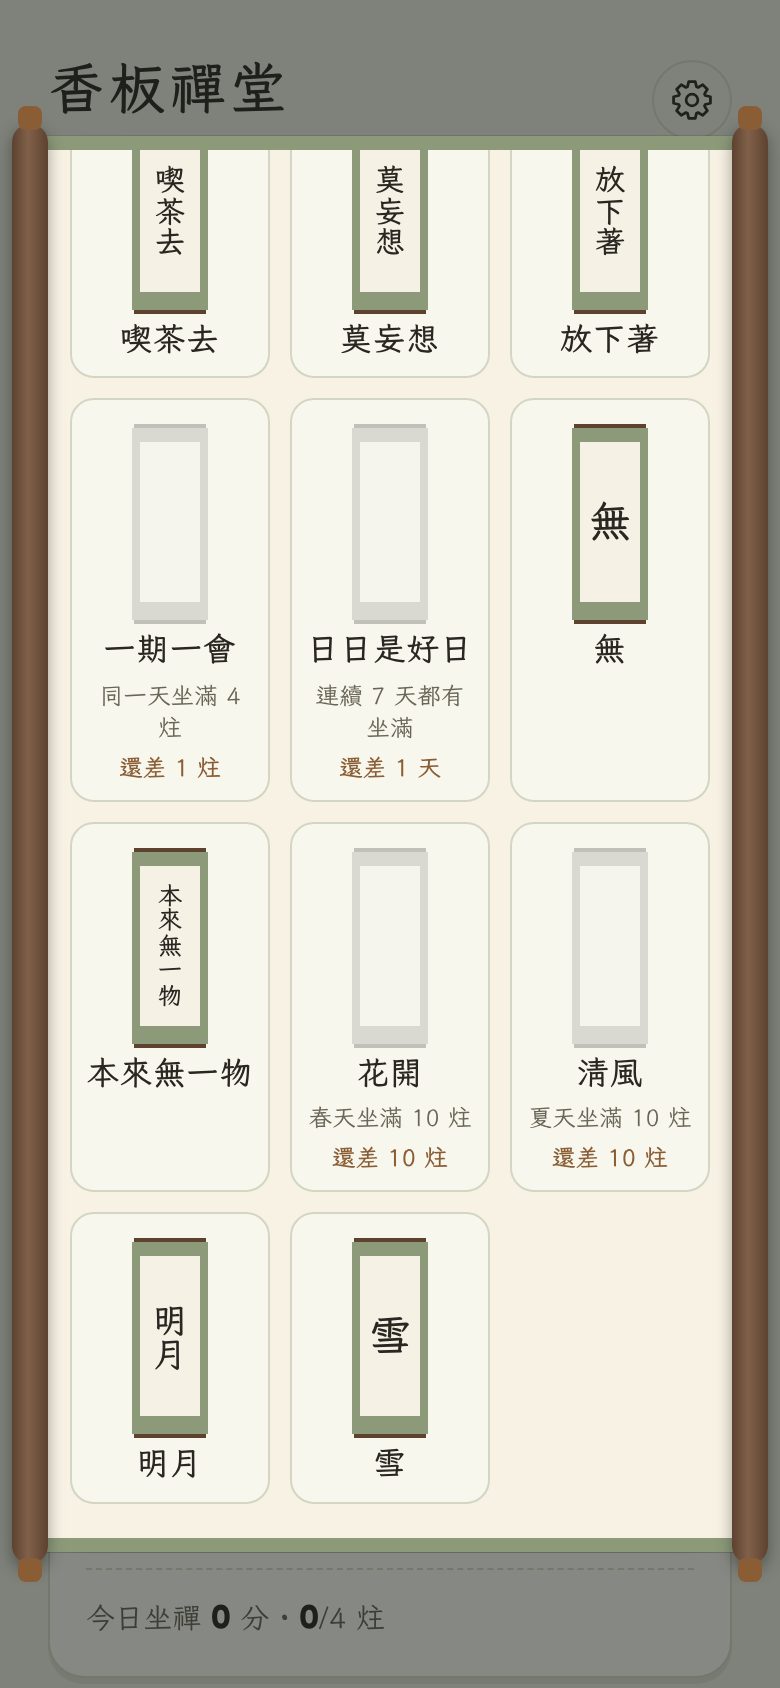 香板禪堂
喫茶去
莫妄想
放下著
喫茶去
莫妄想
放下著
無
一期一會
日日是好日
無
同一天坐滿 4
炷
連續 7 天都有
坐滿
還差 1 炷
還差 1 天
本來無一物
本來無一物
花開
清風
春天坐滿 10 炷
夏天坐滿 10 炷
還差 10 炷
還差 10 炷
明月
雪
明月
雪
今日坐禪 0 分・0/4 炷